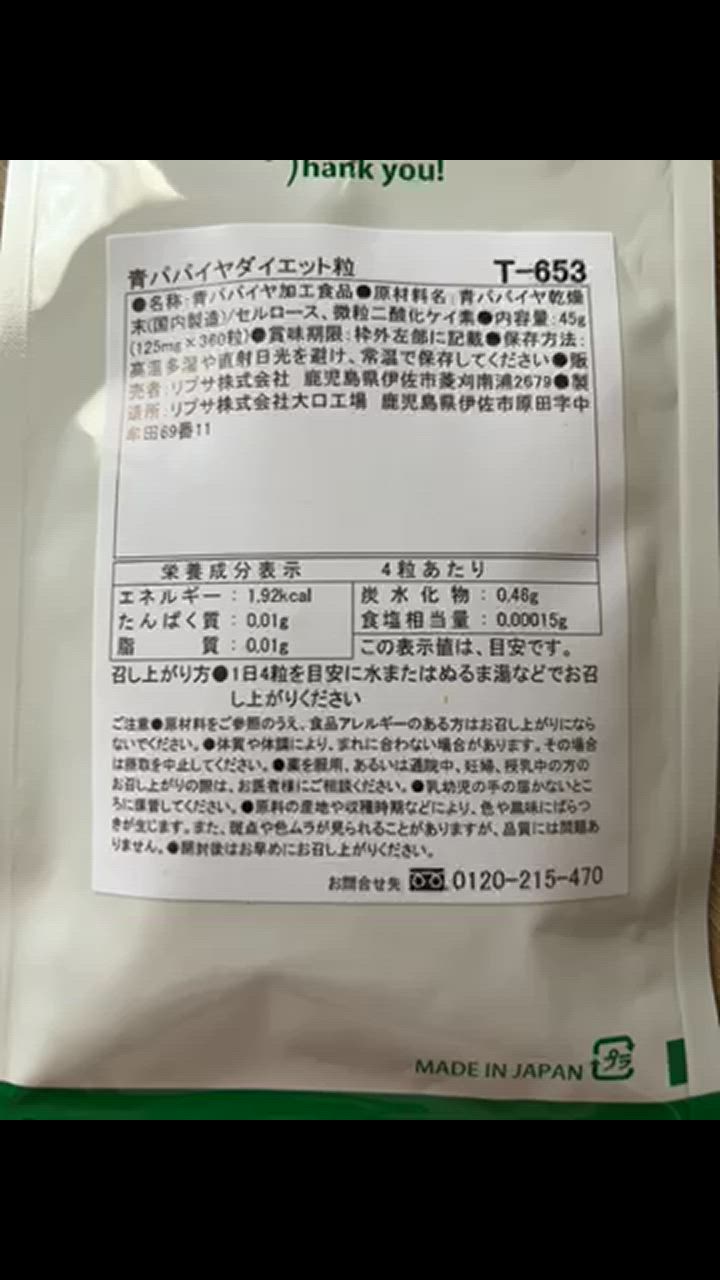 Thank you!
青パパイヤダイエット粒 T-653
●名称:青パパイヤ加工食品●原材料名:青パパイヤ乾燥
末(国内製造)/セルロース、微粒二酸化ケイ素●内容量:45g
(125mg×360粒)●賞味期限:枠外左部に記載●保存方法:
高温多湿や直射日光を避け、常温で保存してください●販
売者:リプサ株式会社 鹿児島県伊佐市菱刈南浦2679●製
造所:リプサ株式会社大口工場 鹿児島県伊佐市原田字中
牟田69番11
栄養成分表示 4粒あたり
エネルギー:1.92kcal 炭水化物:0.46g
たんぱく質:0.01g 食塩相当量:0.00015g
脂質:0.01g この表示値は、目安です。
召し上がり方●1日4粒を目安に水またはぬるま湯などでお召
し上がりください
ご注意●原材料をご参照のうえ、食品アレルギーのある方はお召し上がりになら
ないでください。●体質や体調により、まれに合わない場合があります。その場合
は摂取を中止してください。●薬を服用、あるいは通院中、妊婦、授乳中の方の
お召し上がりの際は、お医者様にご相談ください。●乳幼児の手の届かないとこ
ろに保管してください。●原料の産地や収穫時期などにより、色や風味にばらつ
きが生じます。また、斑点や色ムラが見られることがありますが、品質には問題あ
りません。●開封後はお早めにお召し上がりください。
お問合せ先 0120-215-470
MADE IN JAPAN プラ